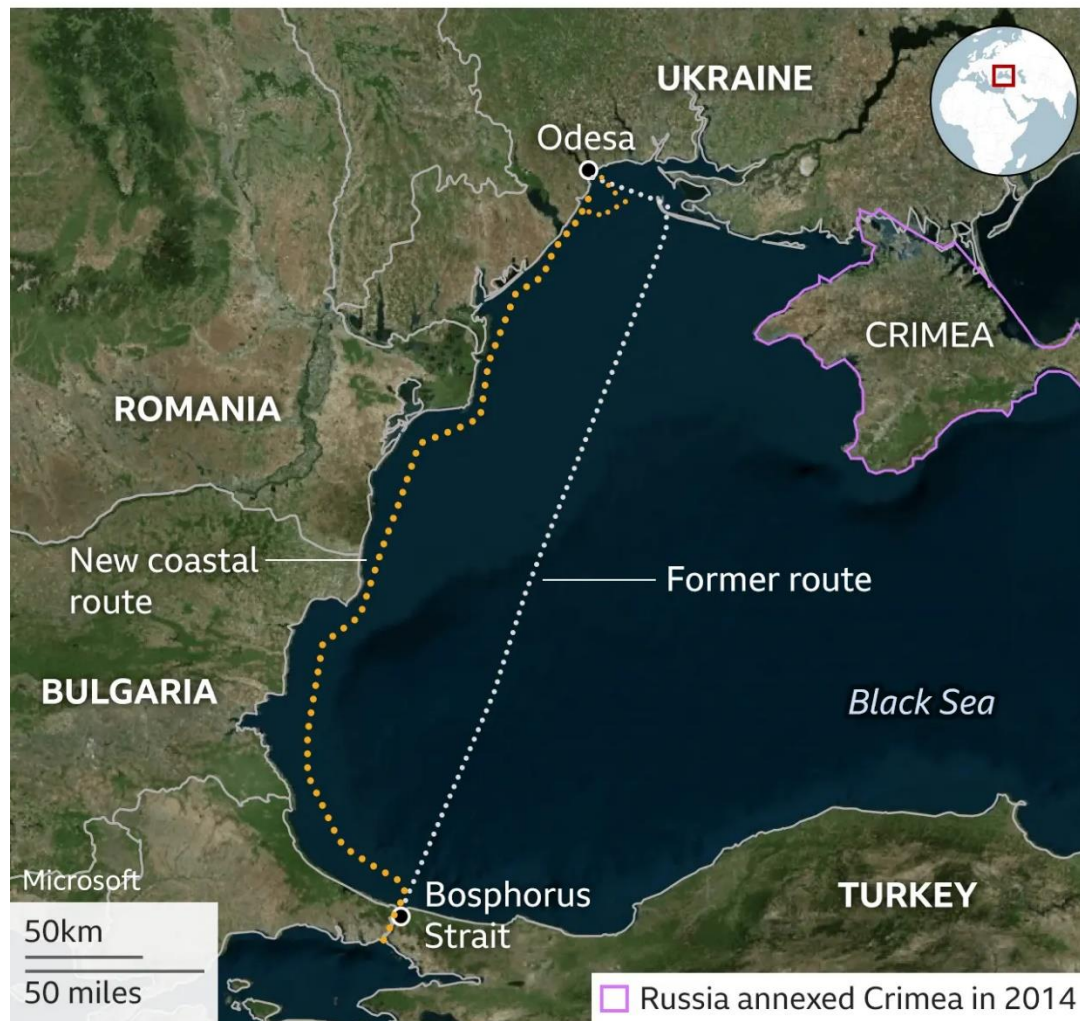 UKRAINE
Odesa
CRIMEA
ROMANIA
New coastal
route
Former route
BULGARIA
Black Sea
Microsoft
Bosphorus
Strait
TURKEY
50km
50 miles
Russia annexed Crimea in 2014